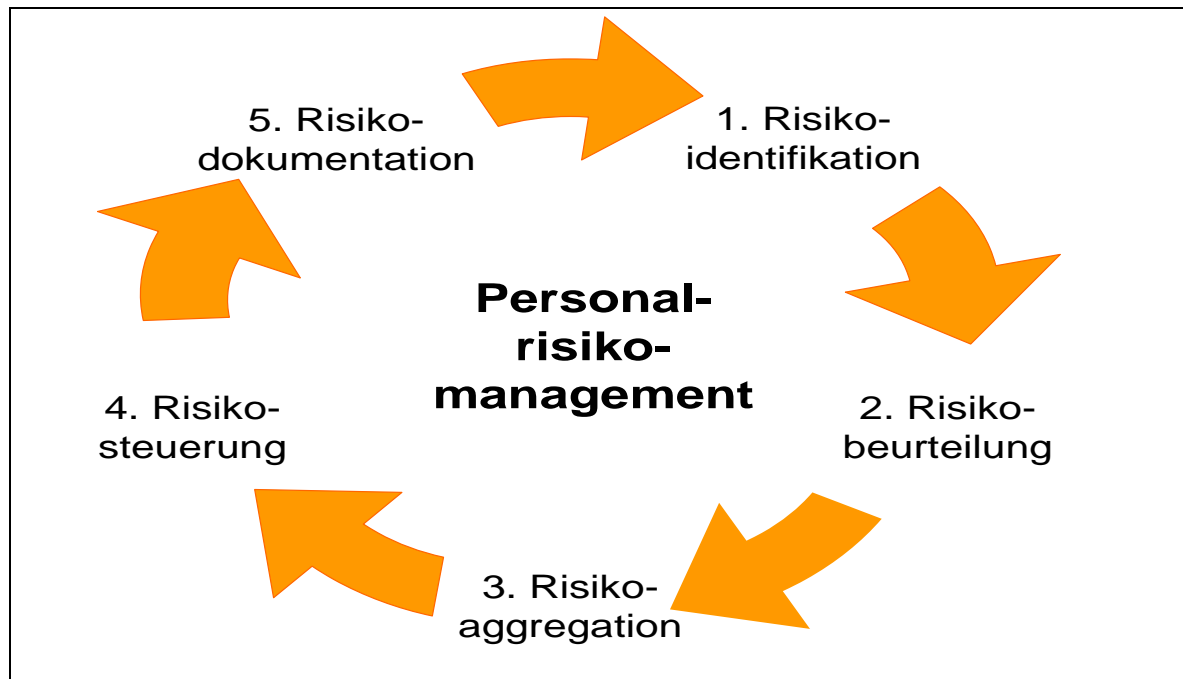 5. Risiko-
dokumentation
1. Risiko-
identifikation
Personal-
risiko-
management
4. Risiko-
steuerung
2. Risiko-
beurteilung
3. Risiko-
aggregation